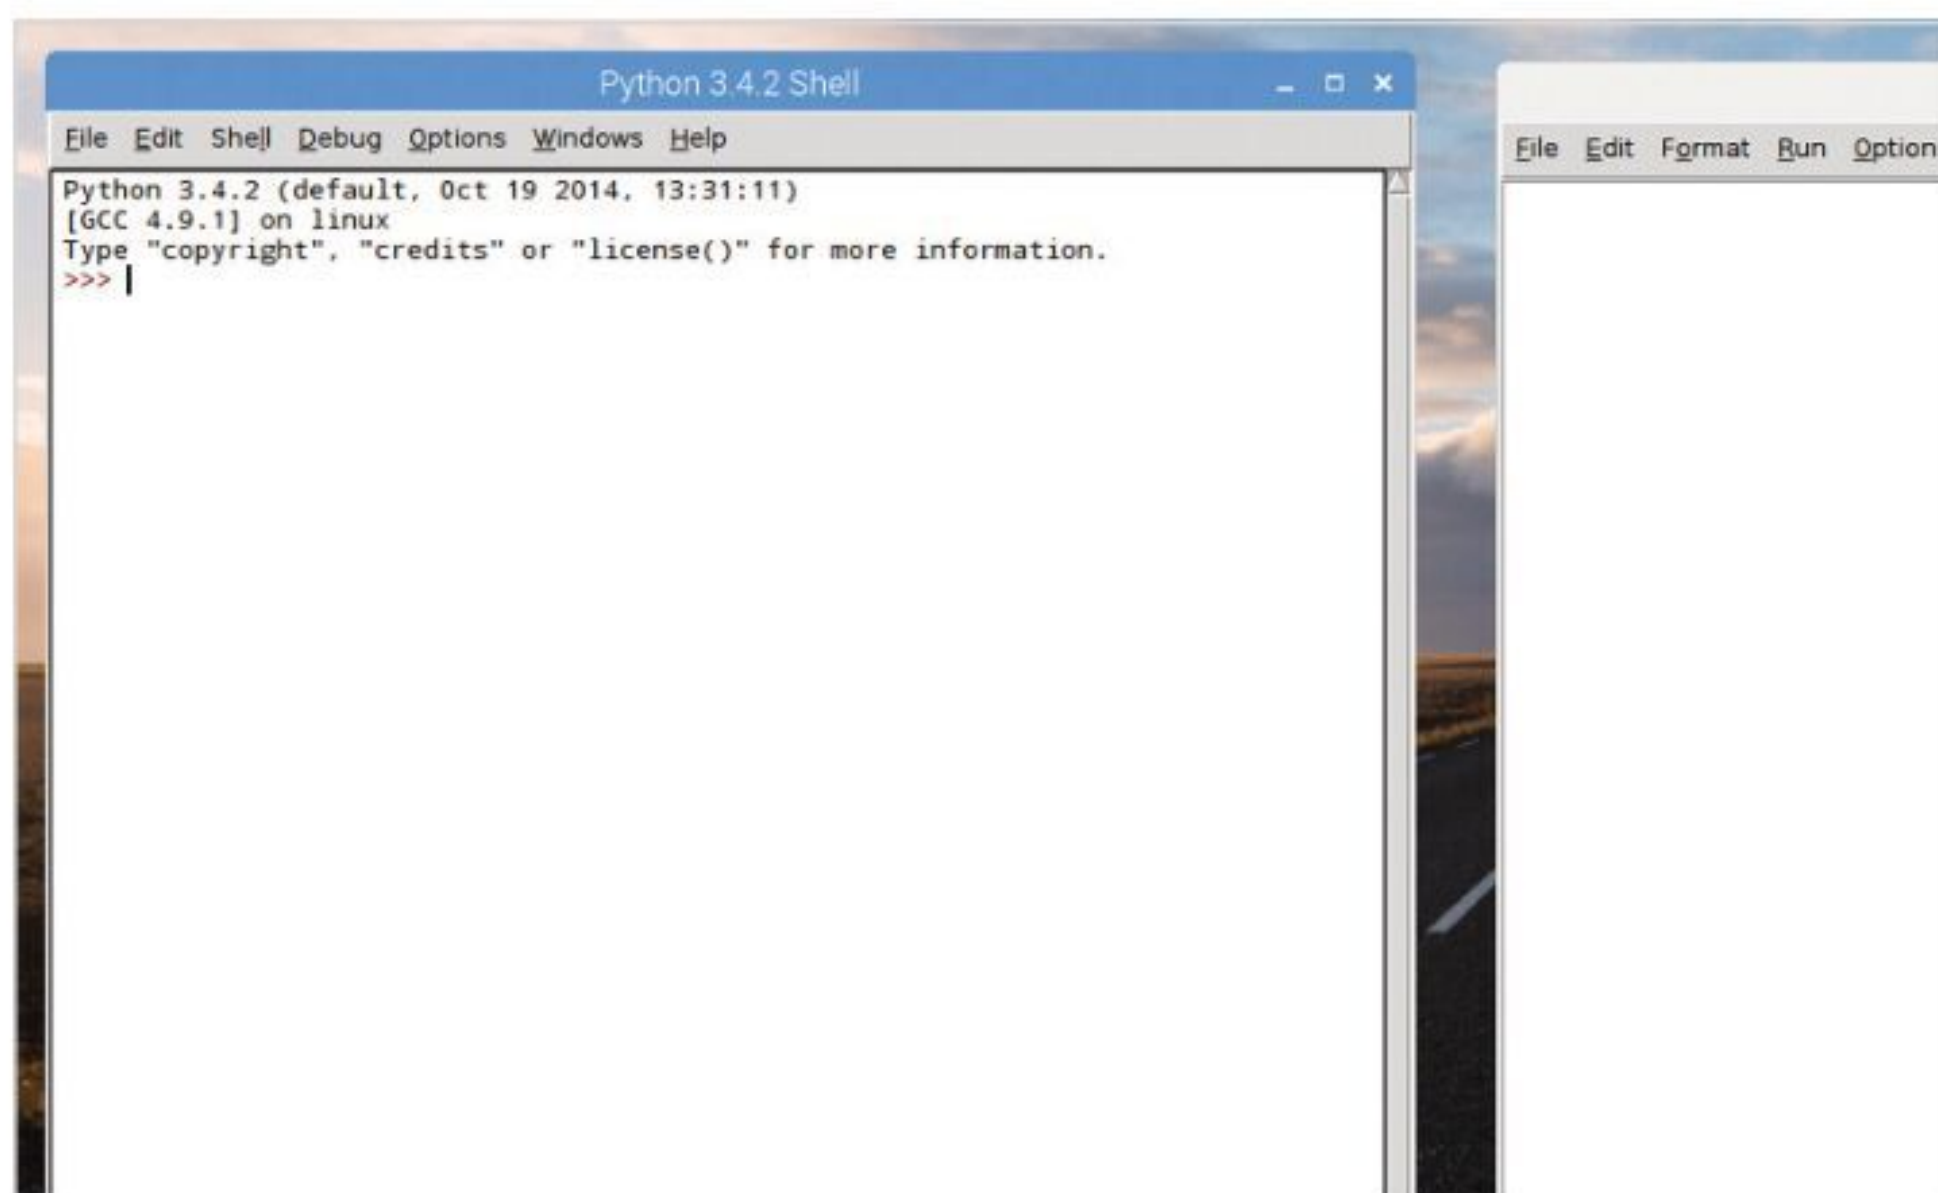 Python 3.4.2 Shell
File Edit Shell Debug Options Windows Help
Python 3.4.2 (default, Oct 19 2014, 13:31:11)
[GCC 4.9.1] on linux
Type "copyright", "credits" or "license()" for more information.
>>>
File Edit Format Run Option